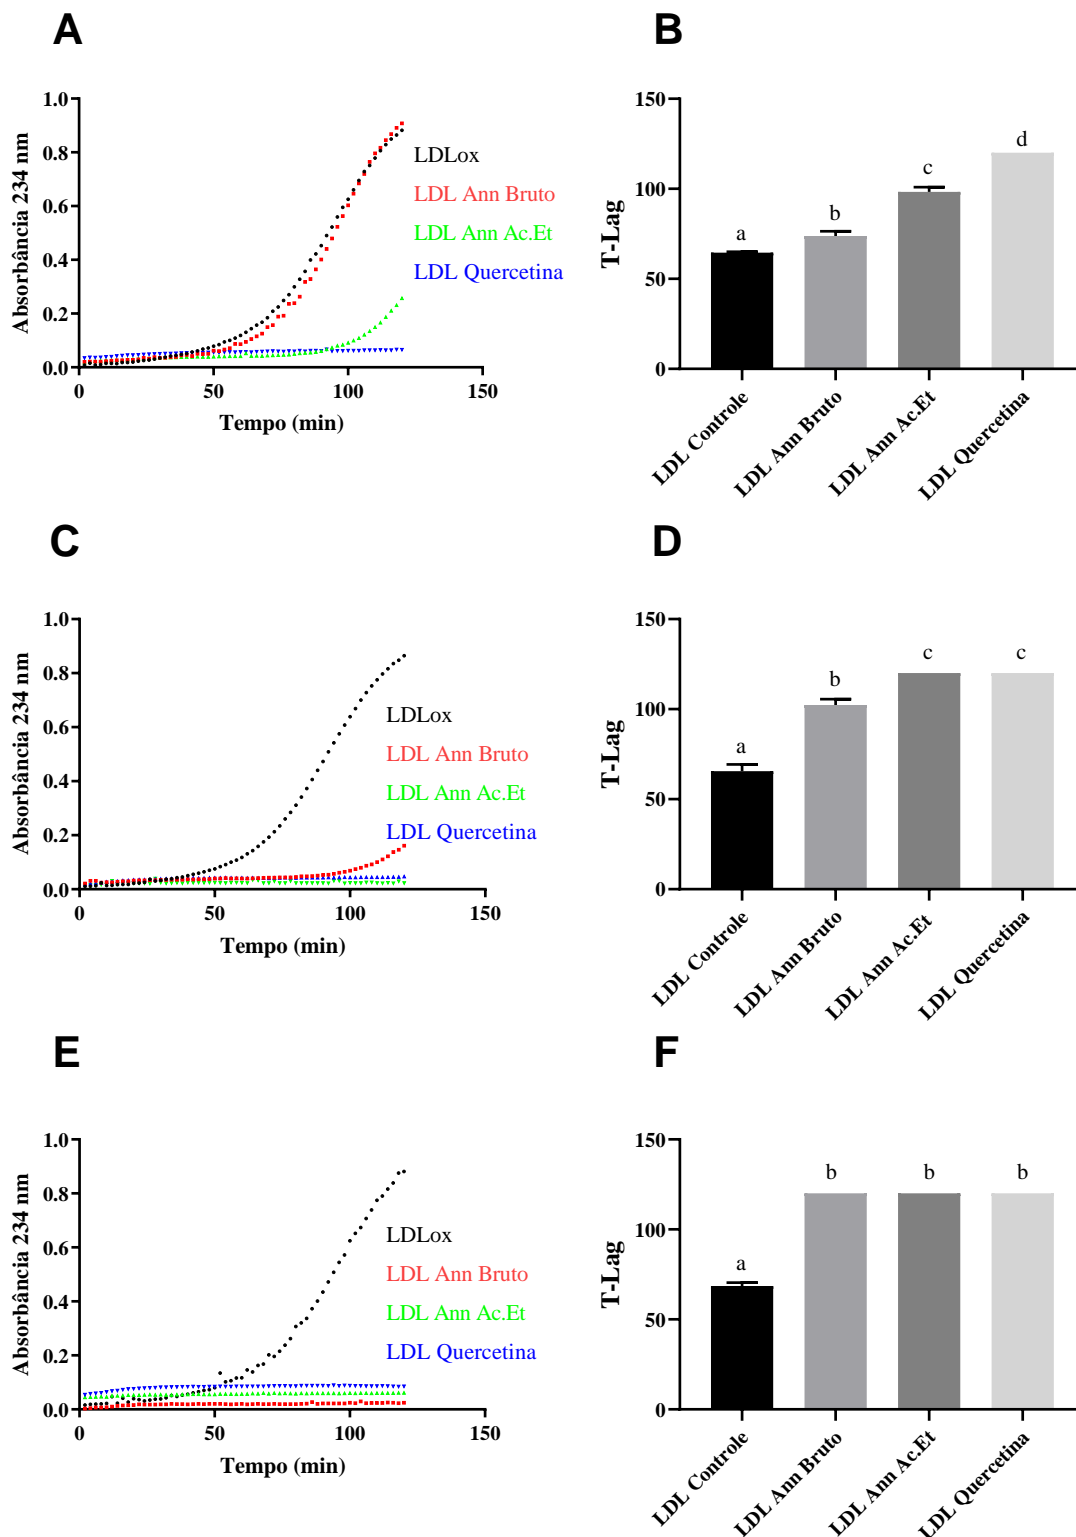 A
B
1.0
0.8
0.6
0.4
0.2
0.0
0
50
100
150
Absorbância 234 nm
Tempo (min)
LDLox
LDL Ann Bruto
LDL Ann Ac.Et
LDL Quercetina
150
100
50
0
T-Lag
a
b
c
d
LDL Controle
LDL Ann Bruto
LDL Ann Ac.Et
LDL Quercetina
C
D
1.0
0.8
0.6
0.4
0.2
0.0
0
50
100
150
Absorbância 234 nm
Tempo (min)
LDLox
LDL Ann Bruto
LDL Ann Ac.Et
LDL Quercetina
150
100
50
0
T-Lag
a
b
c
c
LDL Controle
LDL Ann Bruto
LDL Ann Ac.Et
LDL Quercetina
E
F
1.0
0.8
0.6
0.4
0.2
0.0
0
50
100
150
Absorbância 234 nm
Tempo (min)
LDLox
LDL Ann Bruto
LDL Ann Ac.Et
LDL Quercetina
150
100
50
0
T-Lag
a
b
b
b
LDL Controle
LDL Ann Bruto
LDL Ann Ac.Et
LDL Quercetina